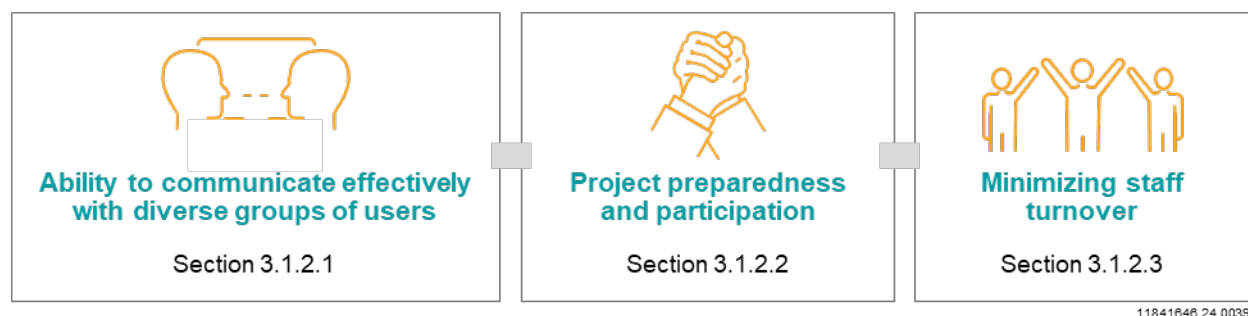 Ability to communicate effectively
with diverse groups of users
Section 3.1.2.1
Project preparedness
and participation
Section 3.1.2.2
Minimizing staff
turnover
Section 3.1.2.3
11841646.24.0039